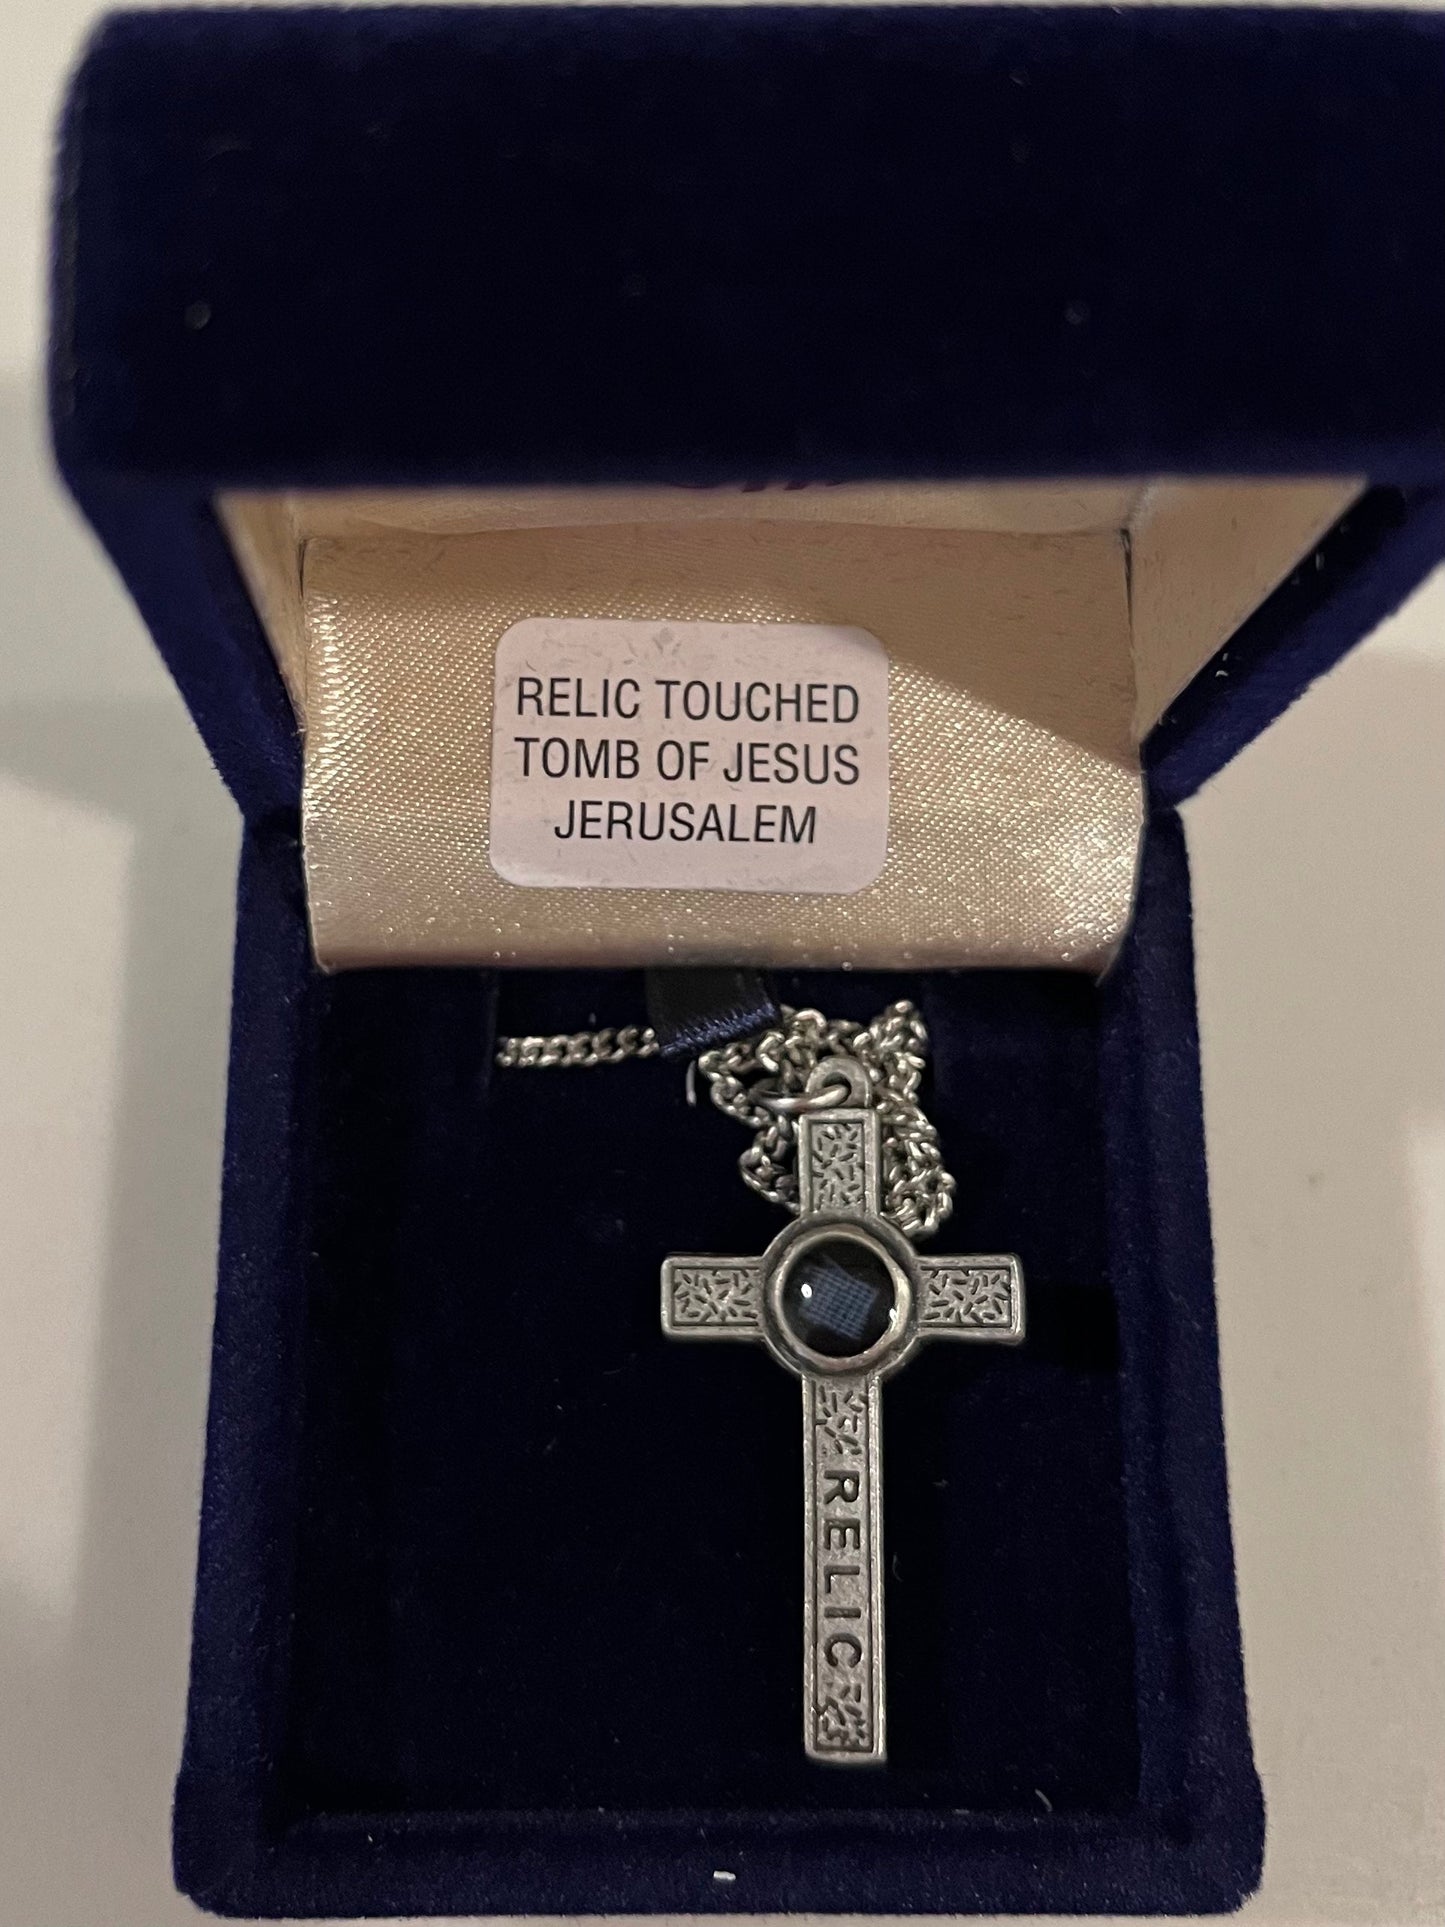 RELIC TOUCHED
TOMB OF JESUS
JERUSALEM
RELIC